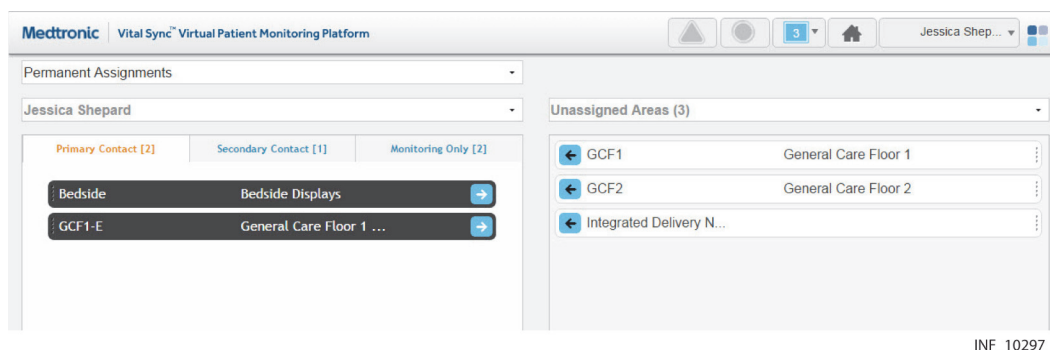 Medtronic Vital Sync™ Virtual Patient Monitoring Platform 3 Jessica Shep...
Permanent Assignments
Jessica Shepard Unassigned Areas (3)
Primary Contact [2] Secondary Contact [1] Monitoring Only [2]
Bedside Bedside Displays
GCF1-E General Care Floor 1 ...
GCF1 General Care Floor 1
GCF2 General Care Floor 2
Integrated Delivery N...
INF_10297